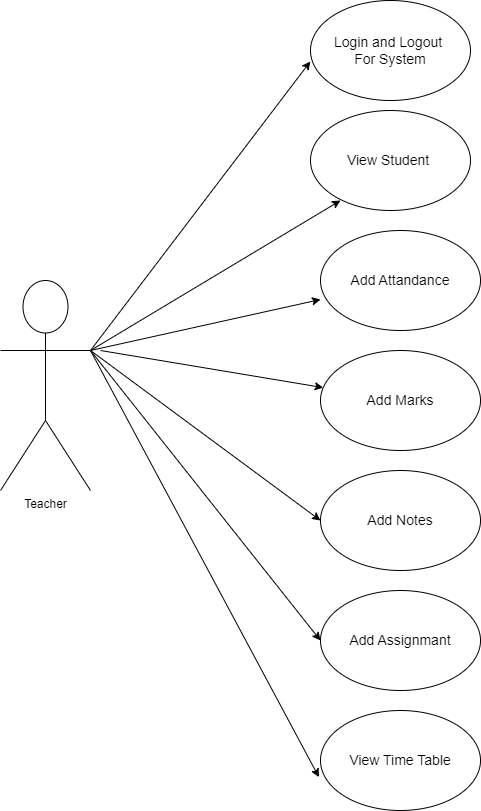 Login and Logout
For System
View Student
Add Attandance
Add Marks
Teacher
Add Notes
Add Assignmant
View Time Table